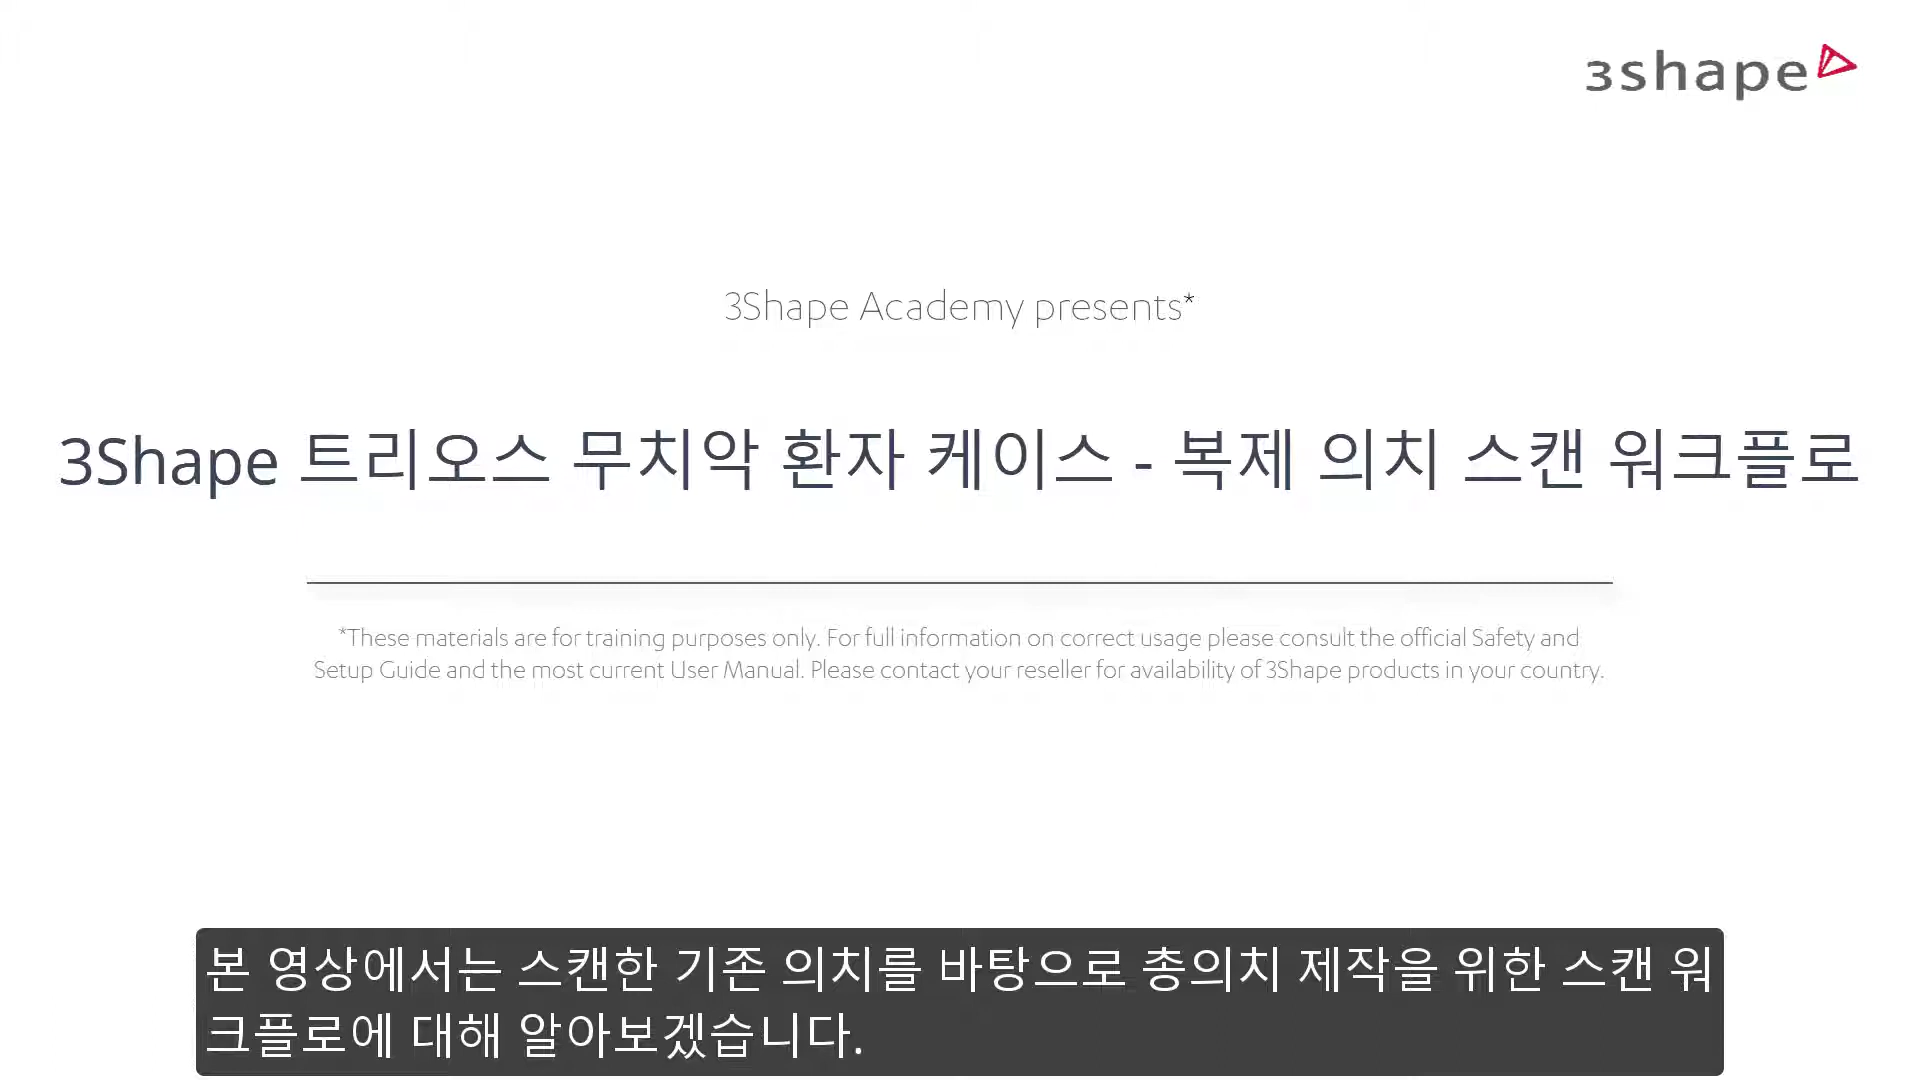 3shape
3Shape Academy presents*
3Shape 트리오스 무치악 환자 케이스 - 복제 의치 스캔 워크플로
*These materials are for training purposes only. For full information on correct usage please consult the official Safety and
Setup Guide and the most current User Manual. Please contact your reseller for availability of 3Shape products in your country.
본 영상에서는 스캔한 기존 의치를 바탕으로 총의치 제작을 위한 스캔 워
크플로에 대해 알아보겠습니다.